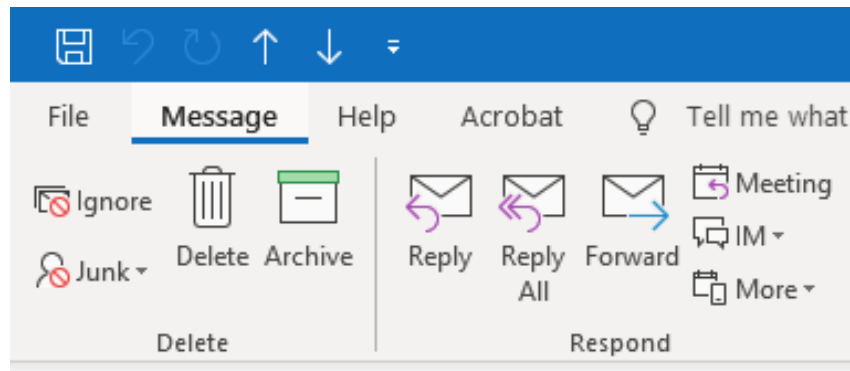 File Message Help Acrobat Tell me what
Ignore
Junk
Delete
Archive
Reply
Reply All
Forward
Meeting
IM
More
Delete
Respond